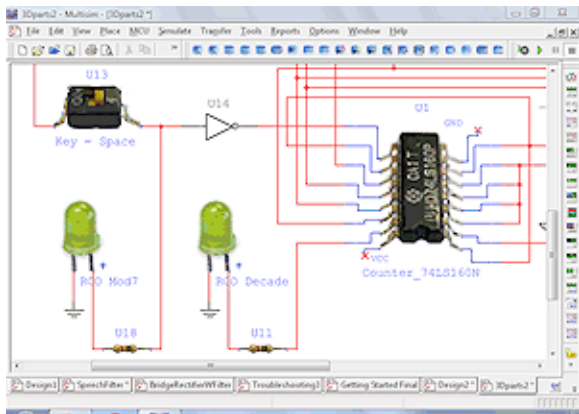 3Dparts2 - Multisim - [3Dparts2 *]
File Edit View Place MCU Simulate Transfer Tools Reports Options Window Help
U13
Key = Space
U14
U1
GND
VCC
Counter_74LS160N
RCO Mod7
RCO Decade
U18
U11
Design1 SpeechFilter * BridgeRectifierWFilter Troubleshooting1 Getting Started Final Design2 * 3Dparts2 *